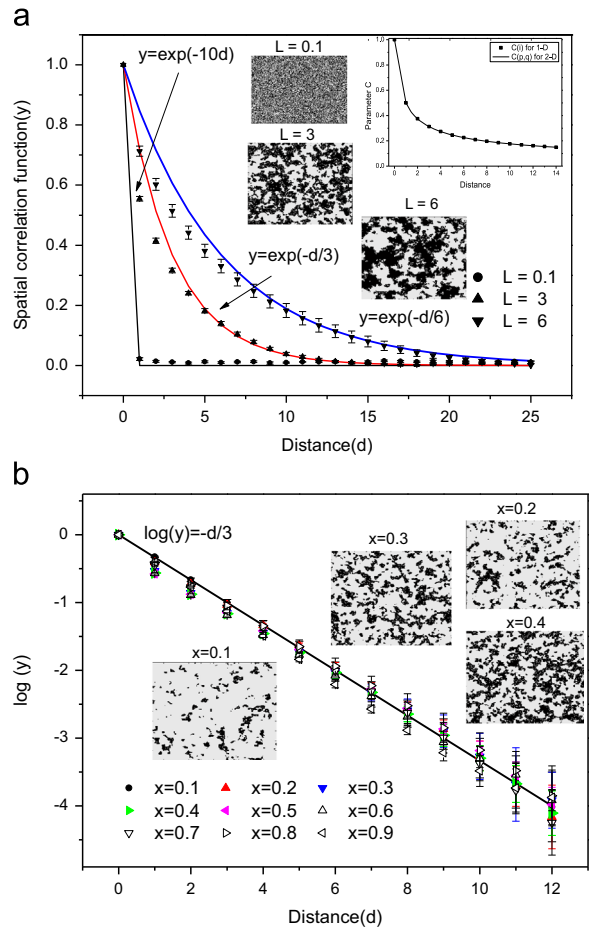 a
y=exp(-10d)
L = 0.1
L = 3
L = 6
y=exp(-d/3)
y=exp(-d/6)
L = 0.1
L = 3
L = 6
Spatial correlation function(y)
1.0
0.8
0.6
0.4
0.2
0.0
0 5 10 15 20 25
Distance(d)
C(i) for 1-D
C(p,q) for 2-D
Parameter C
1.0
0.8
0.6
0.4
0.2
0.0
0 2 4 6 8 10 12 14
Distance
b
log(y)=-d/3
x=0.3
x=0.2
x=0.4
x=0.1
x=0.1 x=0.2 x=0.3
x=0.4 x=0.5 x=0.6
x=0.7 x=0.8 x=0.9
log (y)
0
-1
-2
-3
-4
0 2 4 6 8 10 12
Distance(d)